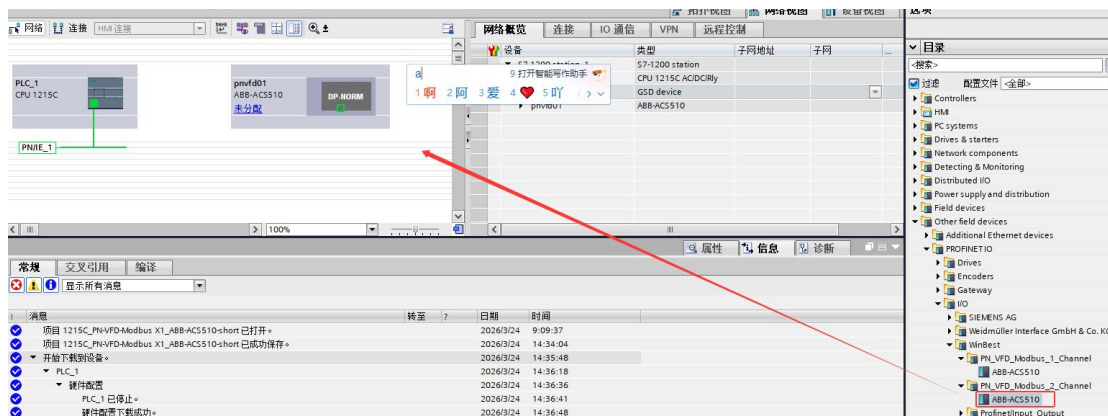 拓扑视图 网络视图 设备视图 选项
网络 连接 HMI 连接
网络概览 连接 IO 通信 VPN 远程控制
设备 类型 子网地址 子网 ...
S7-1200 station_1 S7-1200 station
CPU 1215C AC/DC/Rly
GSD device
pnvfd01 ABB-ACS510
PLC_1
CPU 1215C
pnvfd01
ABB-ACS510
未分配
DP-NORM
PN/IE_1
a 9 打开智能写作助手
1啊 2阿 3爱 4 5吖
100%
目录
<搜索>
过滤 配置文件 <全部>
Controllers
HMI
PC systems
Drives & starters
Network components
Detecting & Monitoring
Distributed I/O
Power supply and distribution
Field devices
Other field devices
Additional Ethernet devices
PROFINET IO
Drives
Encoders
Gateway
I/O
SIEMENS AG
Weidmüller Interface GmbH & Co. KG
WinBest
PN_VFD_Modbus_1_Channel
ABB-ACS510
PN_VFD_Modbus_2_Channel
ABB-ACS510
ProfinetInput_Output
属性 信息 诊断
常规 交叉引用 编译
显示所有消息
! 消息 转至 ? 日期 时间
项目 1215C_PN-VFD-Modbus X1_ABB-ACS510-short 已打开。 2026/3/24 9:09:37
项目 1215C_PN-VFD-Modbus X1_ABB-ACS510-short 已成功保存。 2026/3/24 14:34:04
开始下载到设备。 2026/3/24 14:35:48
PLC_1 2026/3/24 14:36:18
硬件配置 2026/3/24 14:36:36
PLC_1 已停止。 2026/3/24 14:36:41
硬件配置下载成功。 2026/3/24 14:36:48